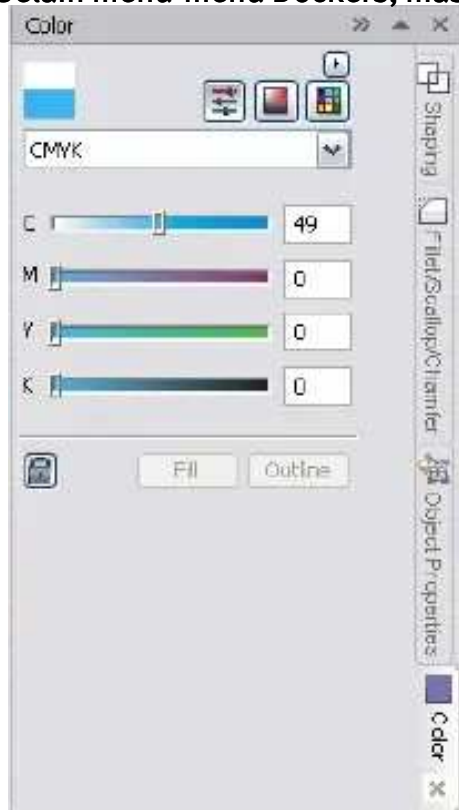 Color
CMYK
C 49
M 0
Y 0
K 0
Fill Outline
Shaping
Fillet/Scallop/Chamfer
Object Properties
Color